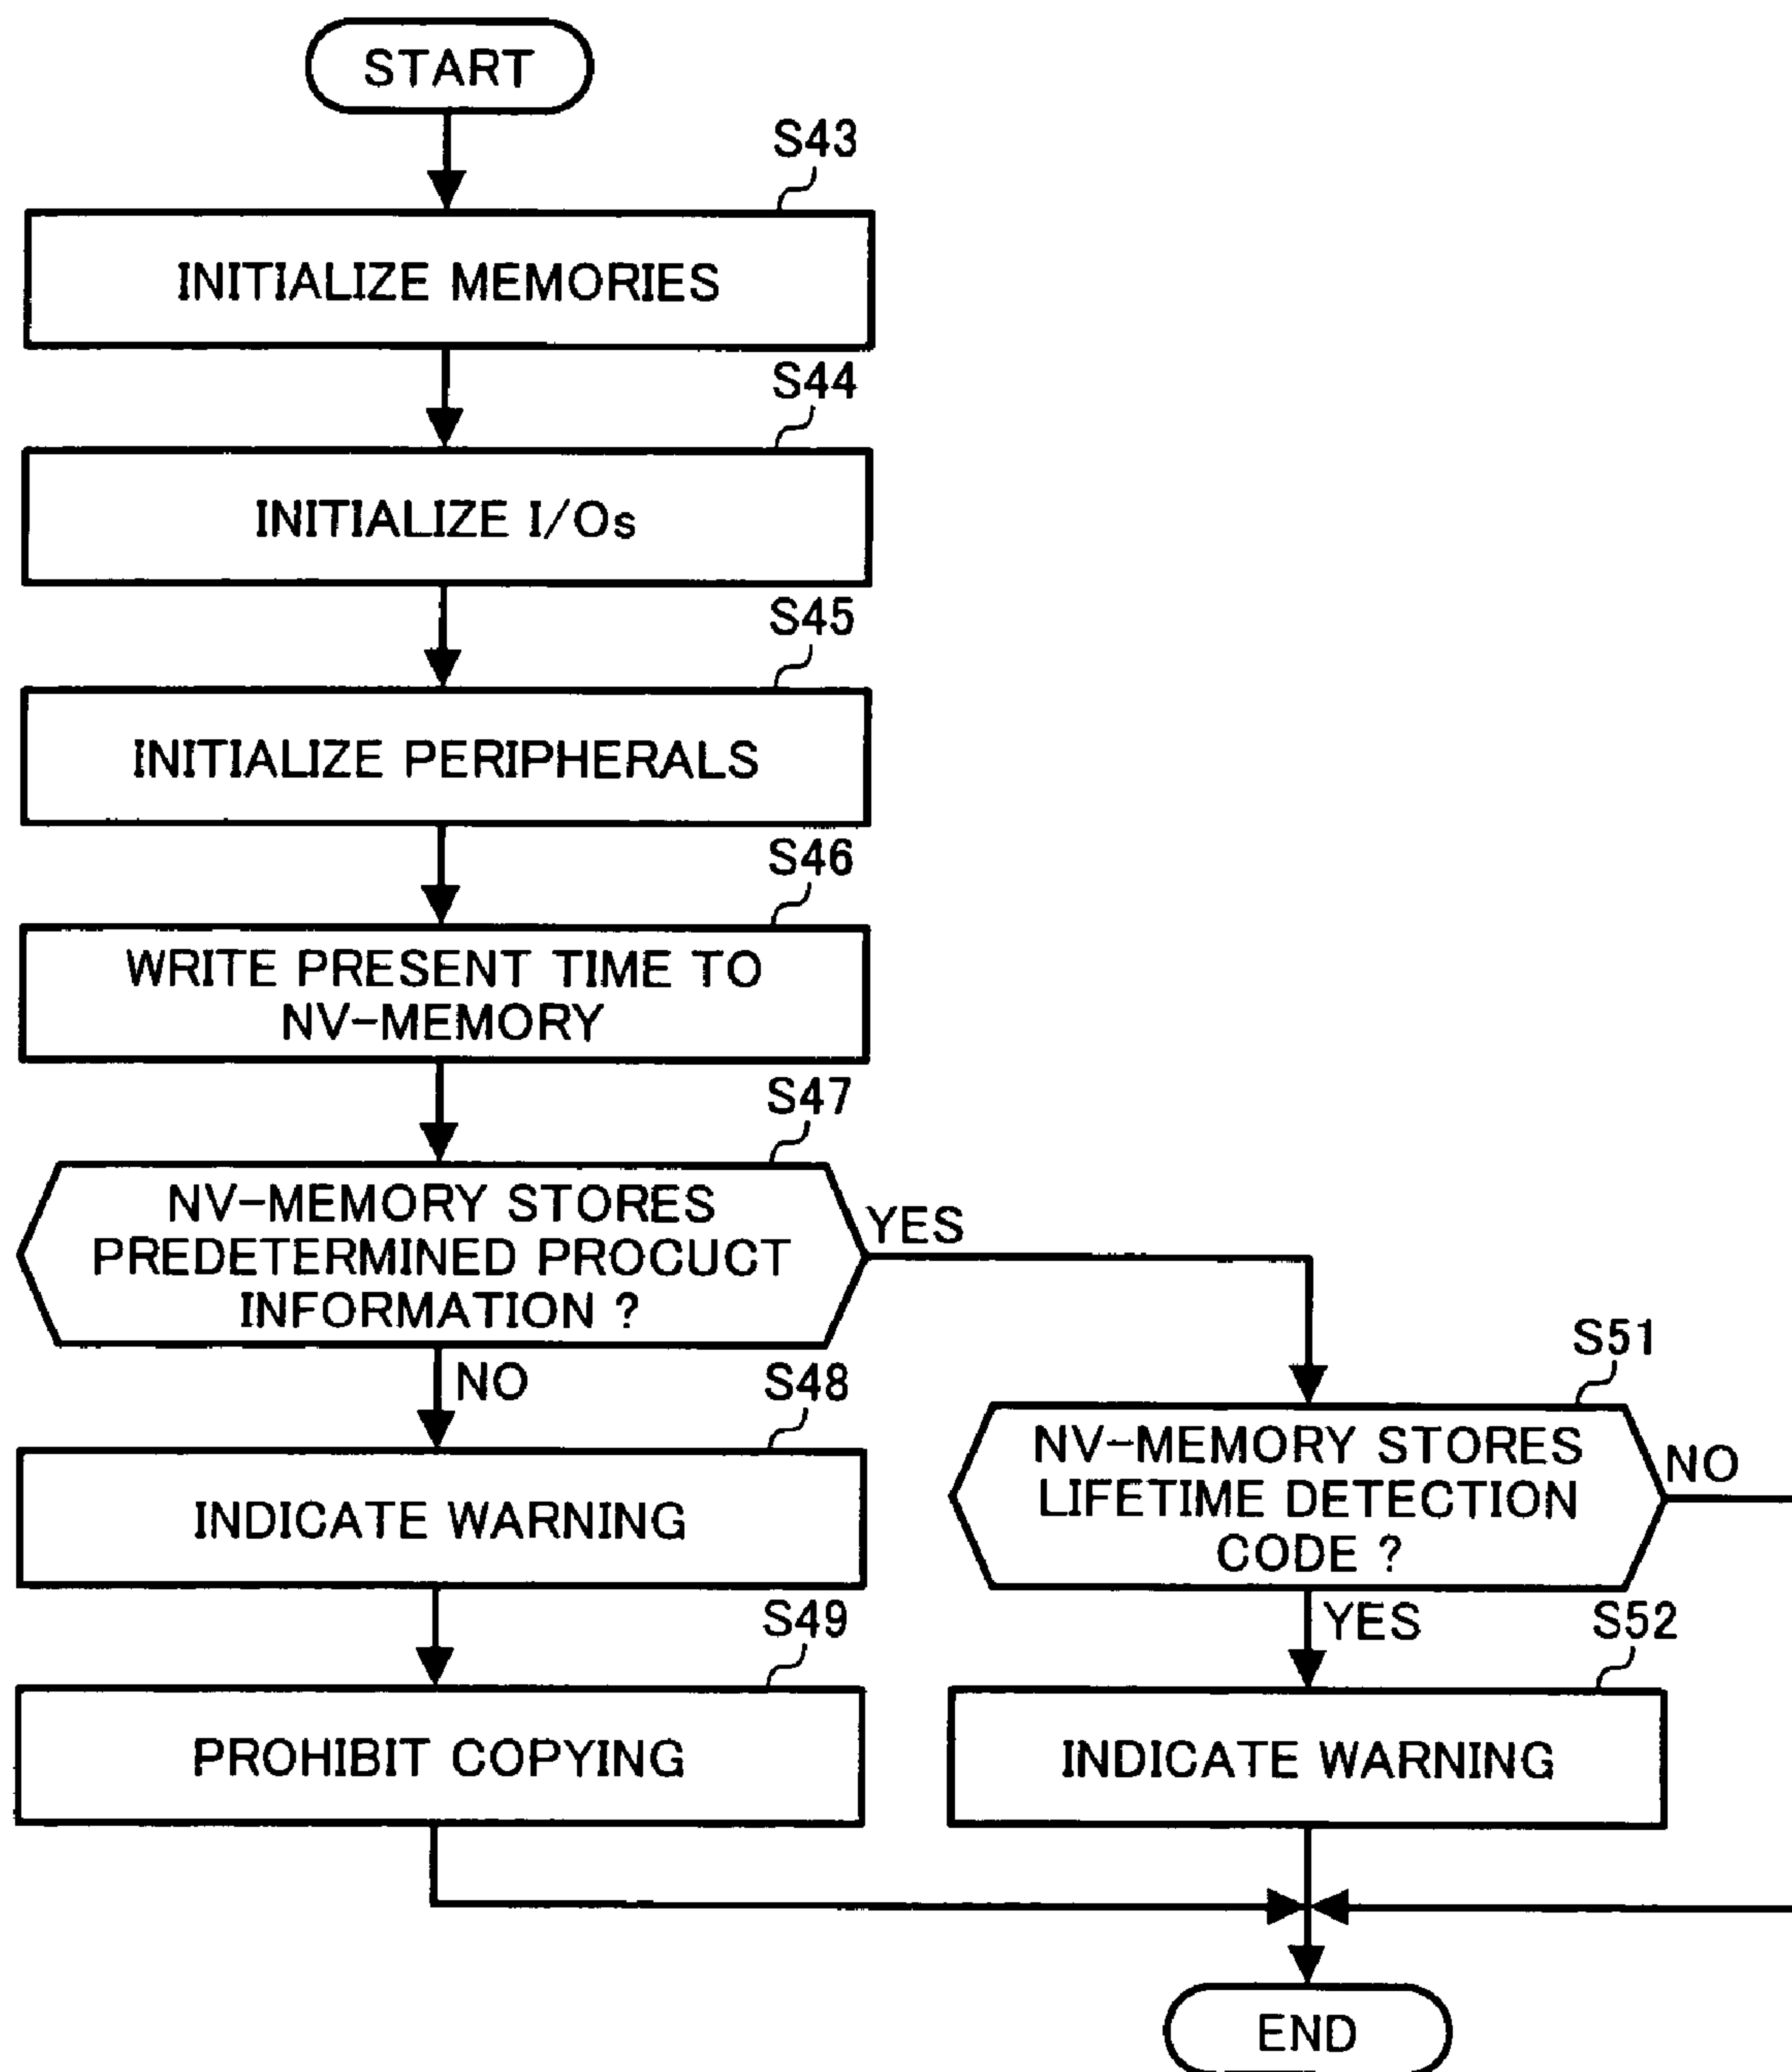 START
S43
INITIALIZE MEMORIES
S44
INITIALIZE I/Os
S45
INITIALIZE PERIPHERALS
S46
WRITE PRESENT TIME TO
NV-MEMORY
S47
NV-MEMORY STORES
PREDETERMINED PROCUCT
INFORMATION ?
YES
NO
S48
INDICATE WARNING
S49
PROHIBIT COPYING
S51
NV-MEMORY STORES
LIFETIME DETECTION
CODE ?
NO
YES
S52
INDICATE WARNING
END